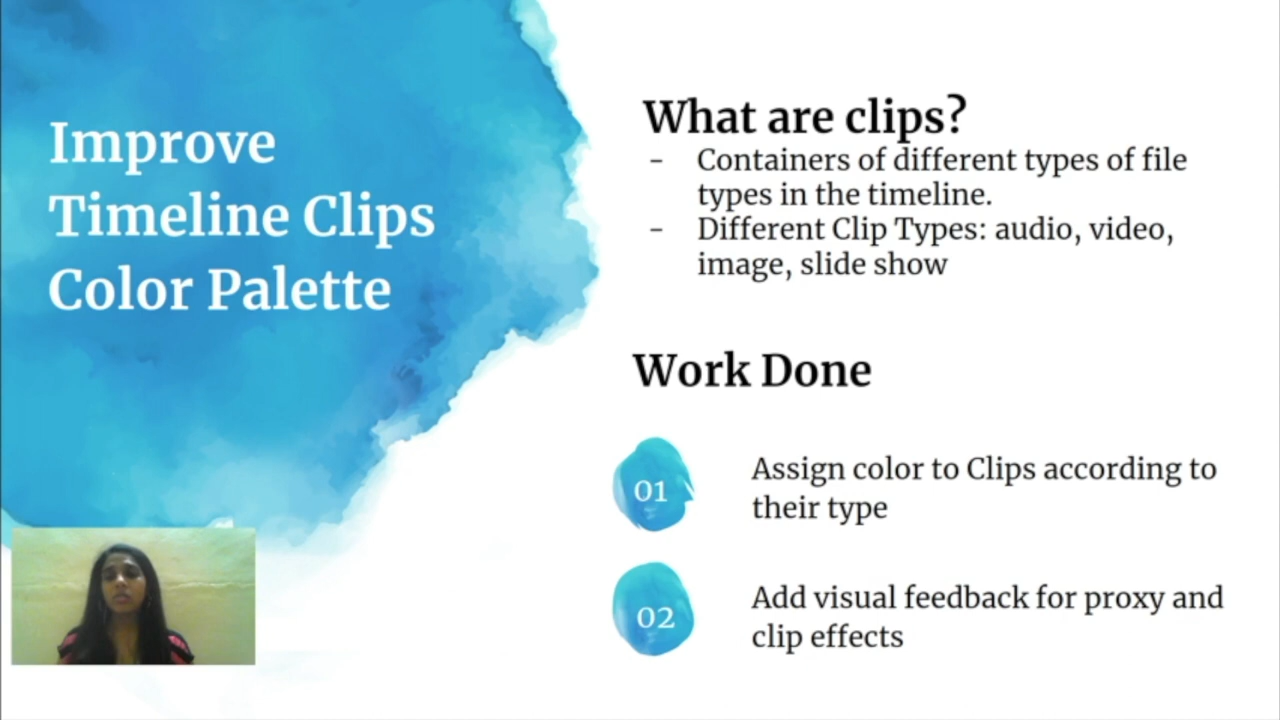 Improve
Timeline Clips
Color Palette
What are clips?
- Containers of different types of file
types in the timeline.
- Different Clip Types: audio, video,
image, slide show
Work Done
01
Assign color to Clips according to
their type
02
Add visual feedback for proxy and
clip effects